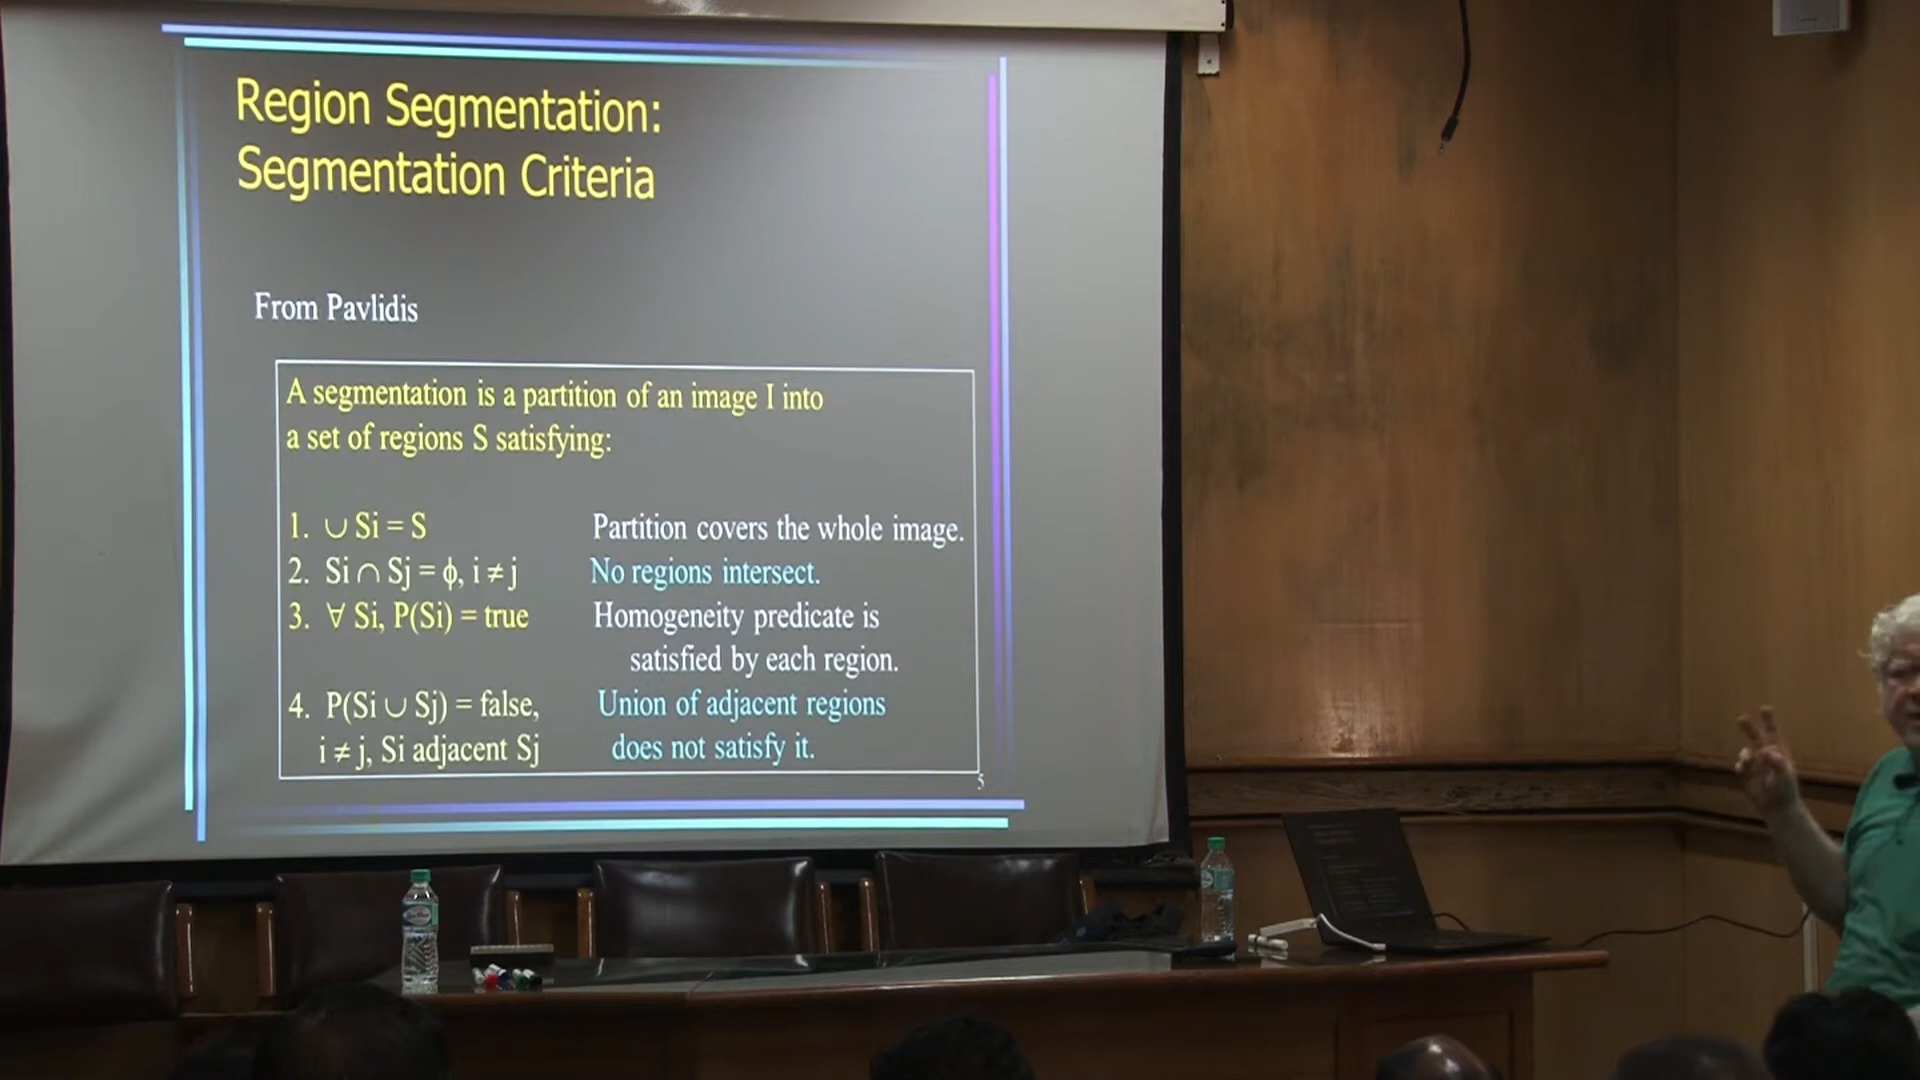 Region Segmentation:
Segmentation Criteria
From Pavlidis
A segmentation is a partition of an image I into
a set of regions S satisfying:
1. ∪ Si = S Partition covers the whole image.
2. Si ∩ Sj = ϕ, i ≠ j No regions intersect.
3. ∀ Si, P(Si) = true Homogeneity predicate is
satisfied by each region.
4. P(Si ∪ Sj) = false, Union of adjacent regions
i ≠ j, Si adjacent Sj does not satisfy it.
5